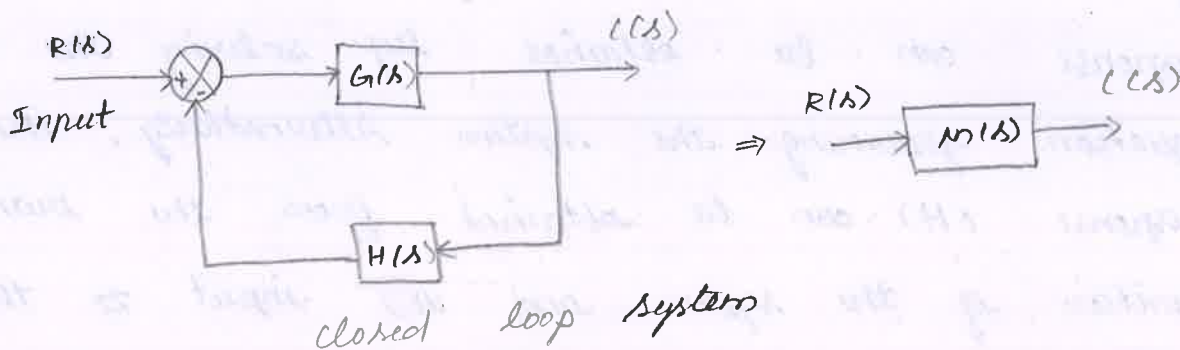 C(s)
R(s)
G(s)
+
-
Input
R(s)
C(s)
⇒
M(s)
H(s)
closed loop system